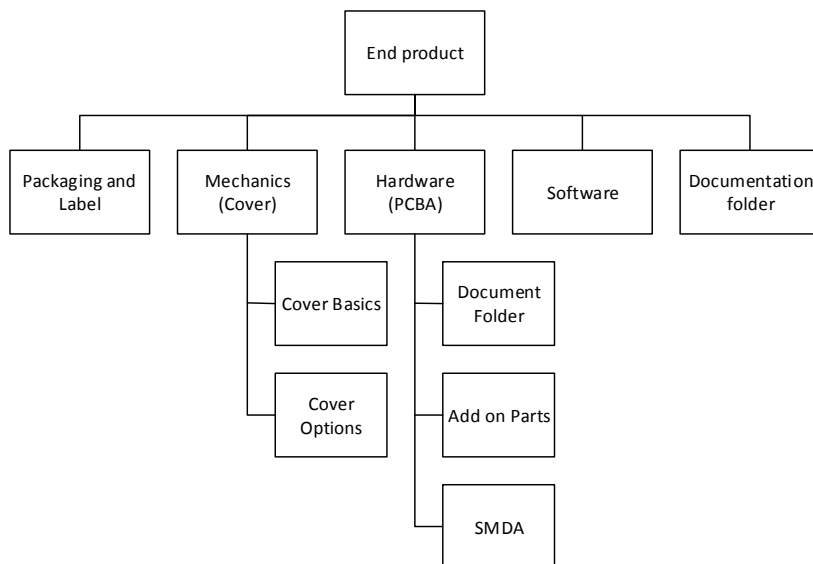 End product
Packaging and
Label
Mechanics
(Cover)
Hardware
(PCBA)
Software
Documentation
folder
Cover Basics
Document
Folder
Cover
Options
Add on Parts
SMDA